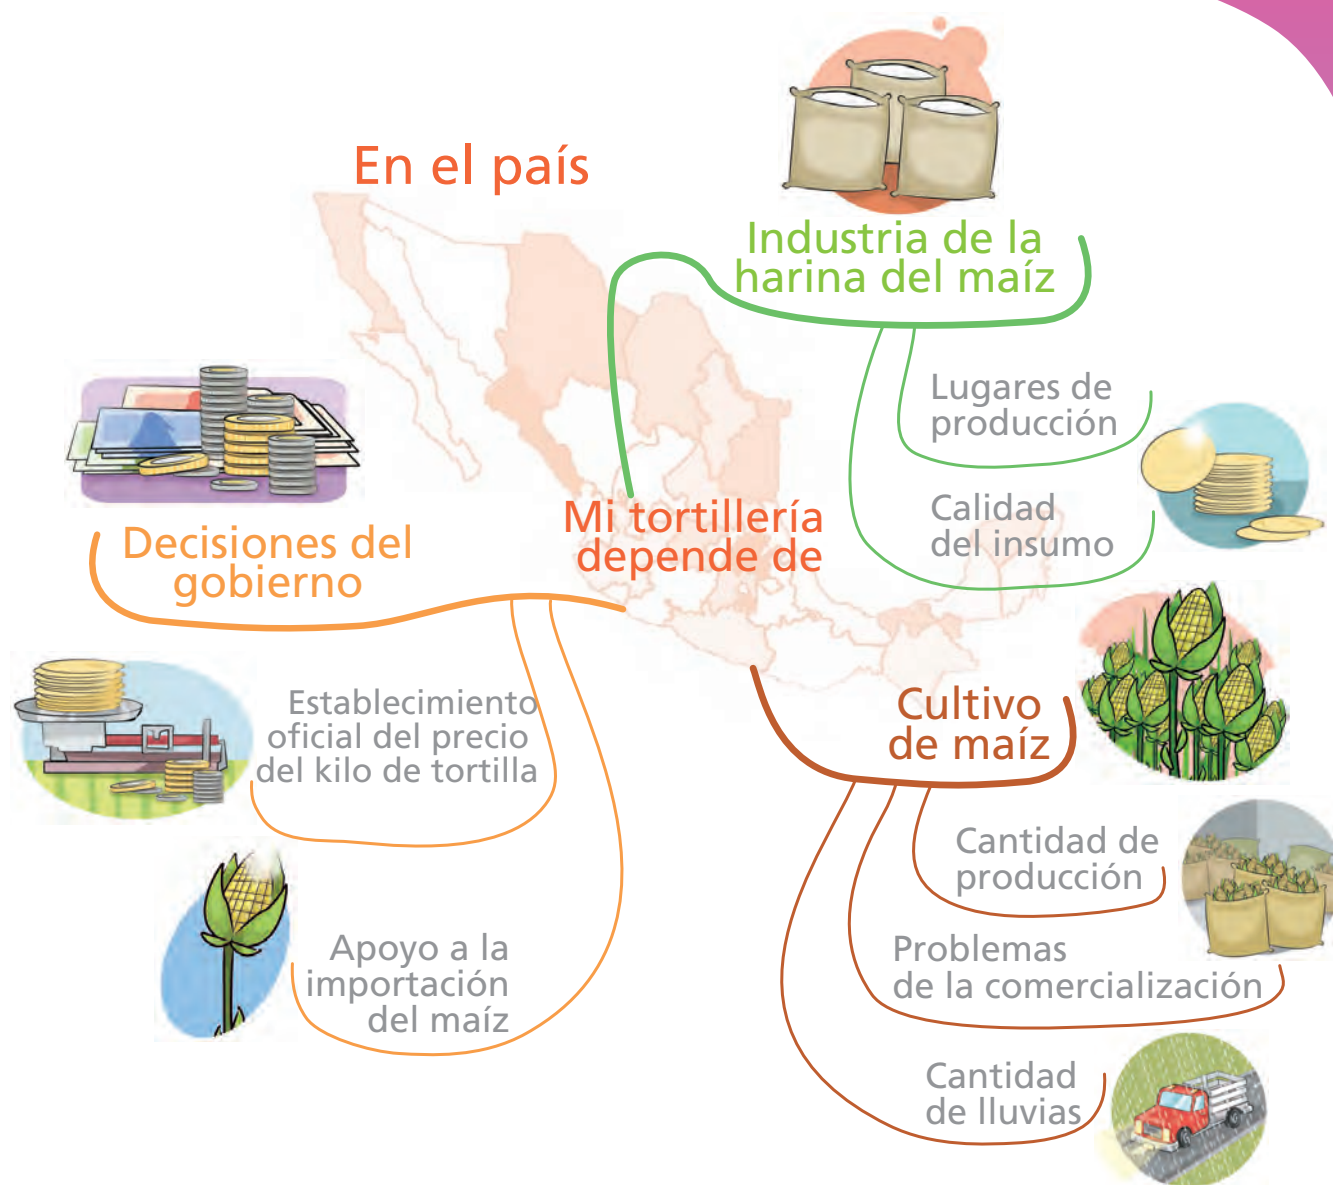 En el país
Industria de la
harina del maíz
Lugares de
producción
Calidad
del insumo
Mi tortillería
depende de
Decisiones del
gobierno
Establecimiento
oficial del precio
del kilo de tortilla
Apoyo a la
importación
del maíz
Cultivo
de maíz
Cantidad de
producción
Problemas
de la comercialización
Cantidad
de lluvias